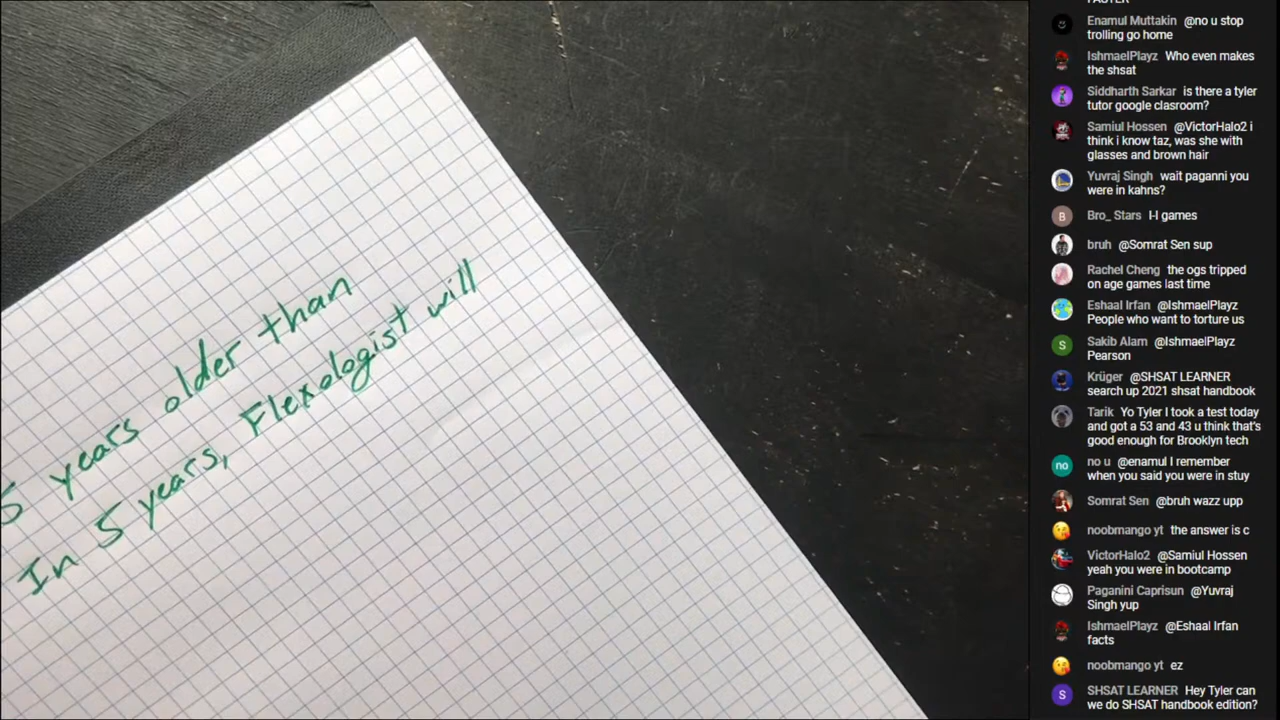 5 years older than
In 5 years, Flexologist will
Enamul Muttakin @no u stop
trolling go home
IshmaelPlayz Who even makes
the shsat
Siddharth Sarkar is there a tyler
tutor google clasroom?
Samiul Hossen @VictorHalo2 i
think i know taz, was she with
glasses and brown hair
Yuvraj Singh wait paganni you
were in kahns?
B
Bro_ Stars I-I games
bruh @Somrat Sen sup
Rachel Cheng the ogs tripped
on age games last time
Eshaal Irfan @IshmaelPlayz
People who want to torture us
S
Sakib Alam @IshmaelPlayz
Pearson
Krüger @SHSAT LEARNER
search up 2021 shsat handbook
Tarik Yo Tyler I took a test today
and got a 53 and 43 u think that's
good enough for Brooklyn tech
no
no u @enamul I remember
when you said you were in stuy
Somrat Sen @bruh wazz upp
noobmango yt the answer is c
VictorHalo2 @Samiul Hossen
yeah you were in bootcamp
Paganini Caprisun @Yuvraj
Singh yup
IshmaelPlayz @Eshaal Irfan
facts
noobmango yt ez
S
SHSAT LEARNER Hey Tyler can
we do SHSAT handbook edition?